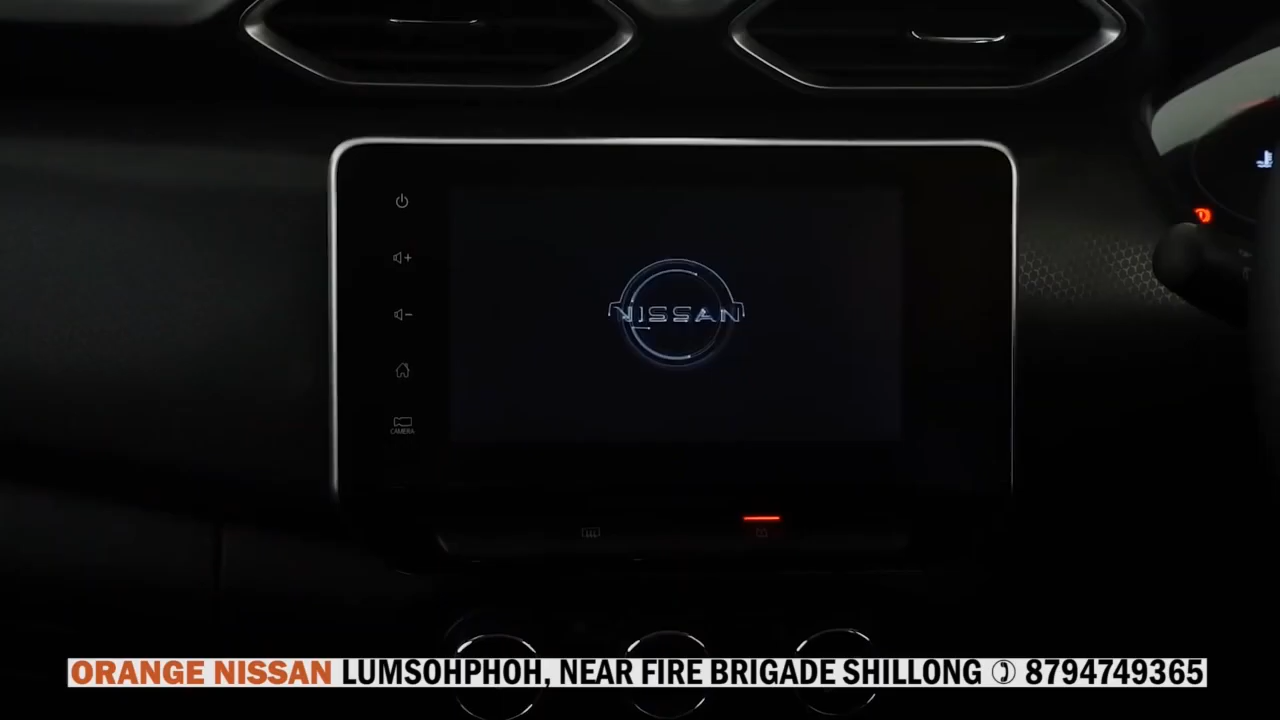 CAMERA
NISSAN
ORANGE NISSAN LUMSOHPHOH, NEAR FIRE BRIGADE SHILLONG ✆ 8794749365